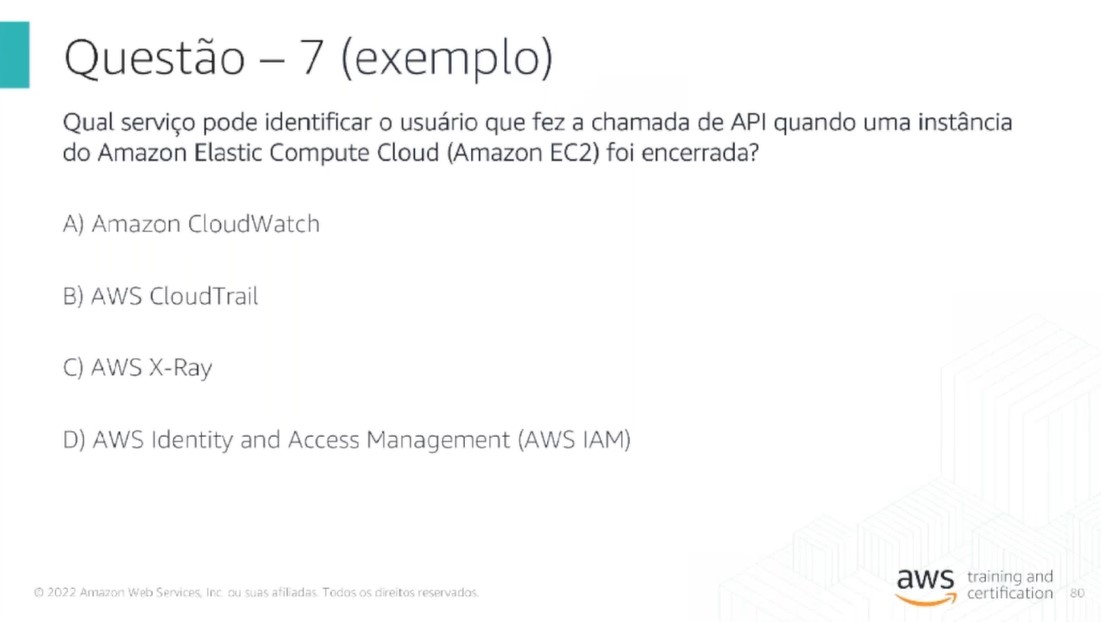 Questão – 7 (exemplo)
Qual serviço pode identificar o usuário que fez a chamada de API quando uma instância
do Amazon Elastic Compute Cloud (Amazon EC2) foi encerrada?
A) Amazon CloudWatch
B) AWS CloudTrail
C) AWS X-Ray
D) AWS Identity and Access Management (AWS IAM)
© 2022 Amazon Web Services, Inc. ou suas afiliadas. Todos os direitos reservados.
aws training and
certification
80